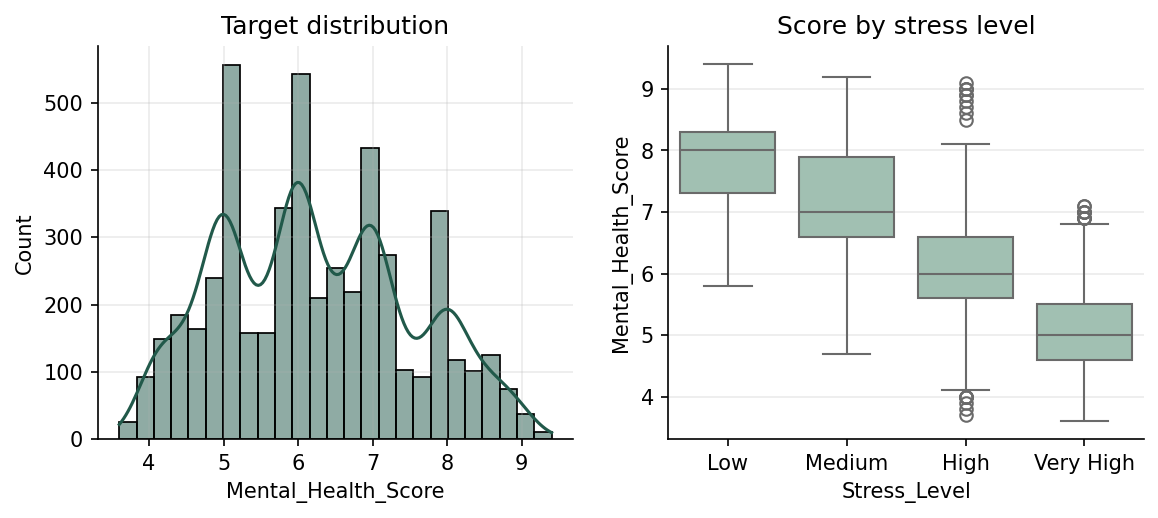 Target distribution
Count
500
400
300
200
100
0
4 5 6 7 8 9
Mental_Health_Score
Score by stress level
Mental_Health_Score
9
8
7
6
5
4
Low Medium High Very High
Stress_Level